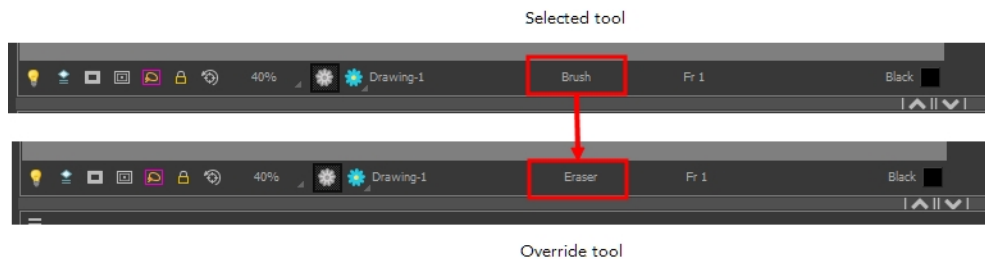 Selected tool
40% Drawing-1 Brush Fr 1 Black
40% Drawing-1 Eraser Fr 1 Black
Override tool